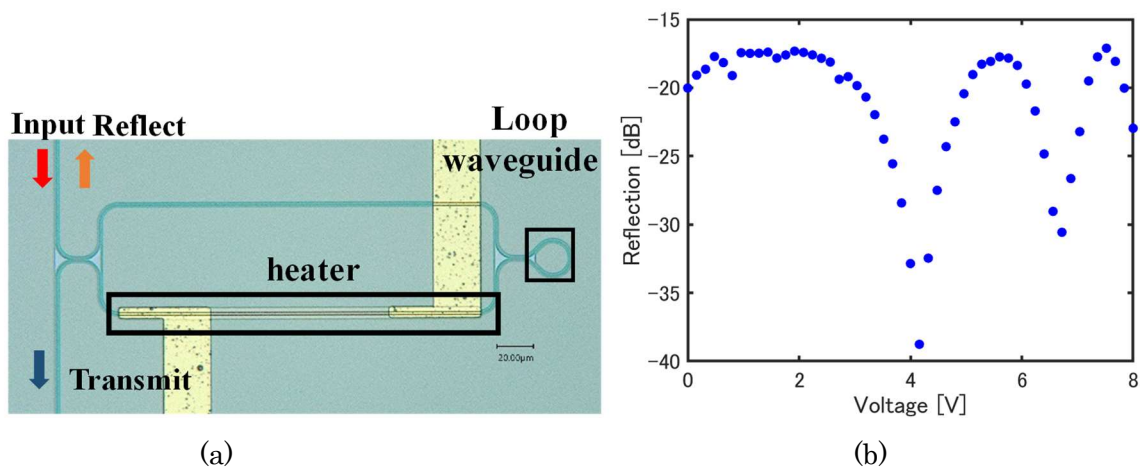 Input Reflect
Loop
waveguide
heater
20.00μm
Transmit
(a)
-15
-20
-25
-30
-35
-40
Reflection [dB]
0 2 4 6 8
Voltage [V]
(b)